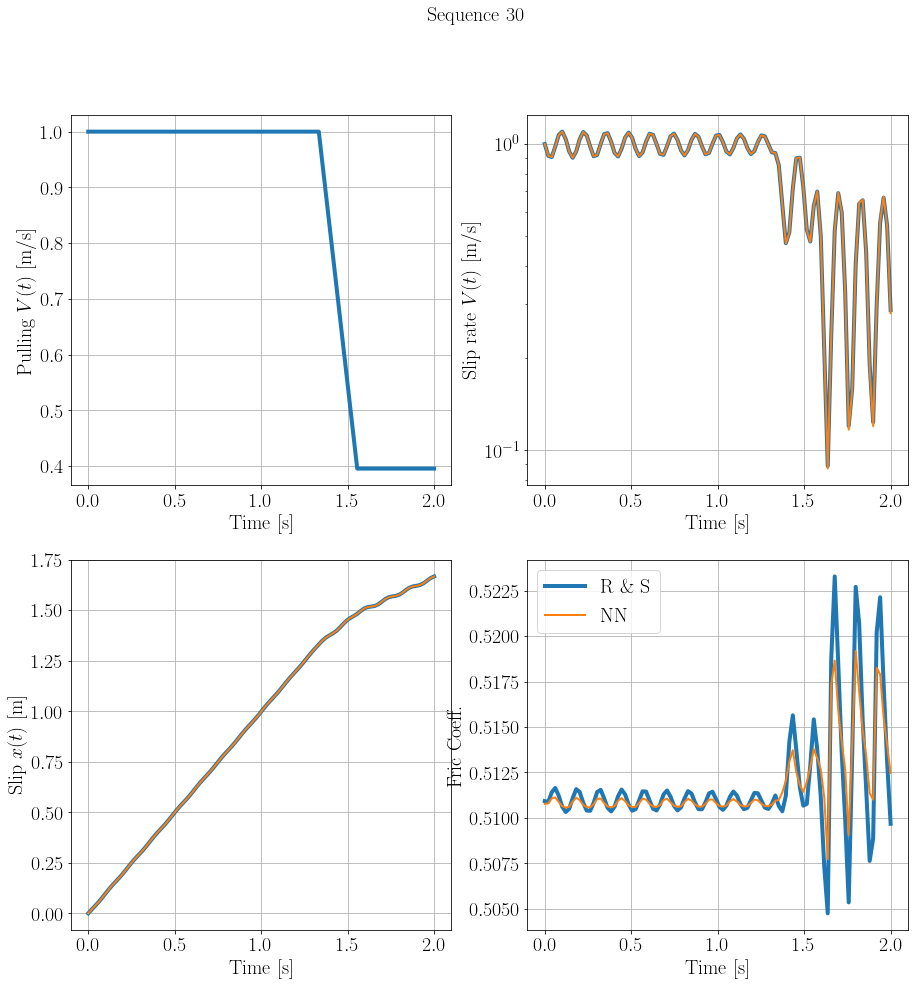 Sequence 30
1.0
0.9
0.8
0.7
0.6
0.5
0.4
Pulling V(t) [m/s]
0.0 0.5 1.0 1.5 2.0
Time [s]
10^0
10^{-1}
Slip rate V(t) [m/s]
0.0 0.5 1.0 1.5 2.0
Time [s]
1.75
1.50
1.25
1.00
0.75
0.50
0.25
0.00
Slip x(t) [m]
0.0 0.5 1.0 1.5 2.0
Time [s]
R & S
NN
0.5225
0.5200
0.5175
0.5150
0.5125
0.5100
0.5075
0.5050
Fric Coeff.
0.0 0.5 1.0 1.5 2.0
Time [s]